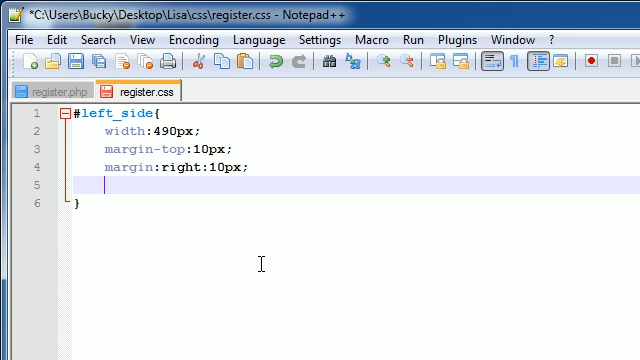 *C:\Users\Bucky\Desktop\Lisa\css\register.css - Notepad++
File Edit Search View Encoding Language Settings Macro Run Plugins Window ?
register.php register.css
1 #left_side{
2 width:490px;
3 margin-top:10px;
4 margin:right:10px;
5
6 }